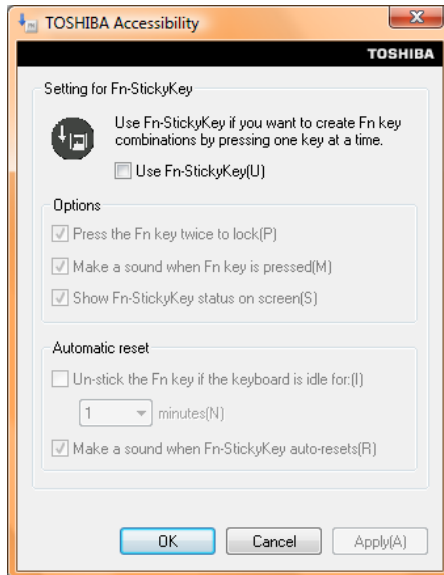 TOSHIBA Accessibility
TOSHIBA
Setting for Fn-StickyKey
Use Fn-StickyKey if you want to create Fn key
combinations by pressing one key at a time.
Use Fn-StickyKey(U)
Options
Press the Fn key twice to lock(P)
Make a sound when Fn key is pressed(M)
Show Fn-StickyKey status on screen(S)
Automatic reset
Un-stick the Fn key if the keyboard is idle for:(I)
1 minutes(N)
Make a sound when Fn-StickyKey auto-resets(R)
OK Cancel Apply(A)